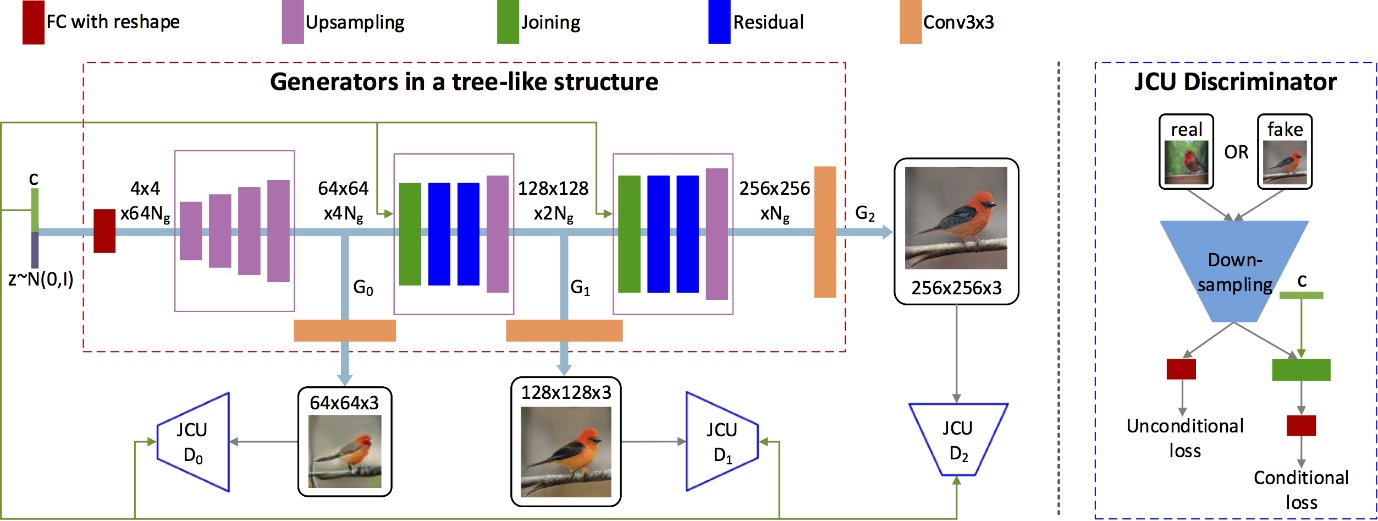 FC with reshape
Upsampling
Joining
Residual
Conv3x3
Generators in a tree-like structure
c
z~N(0,I)
4x4
x64Ng
64x64
x4Ng
128x128
x2Ng
256x256
xNg
G0
G1
G2
256x256x3
64x64x3
128x128x3
JCU
D0
JCU
D1
JCU
D2
JCU Discriminator
real
OR
fake
Down-
sampling
c
Unconditional
loss
Conditional
loss